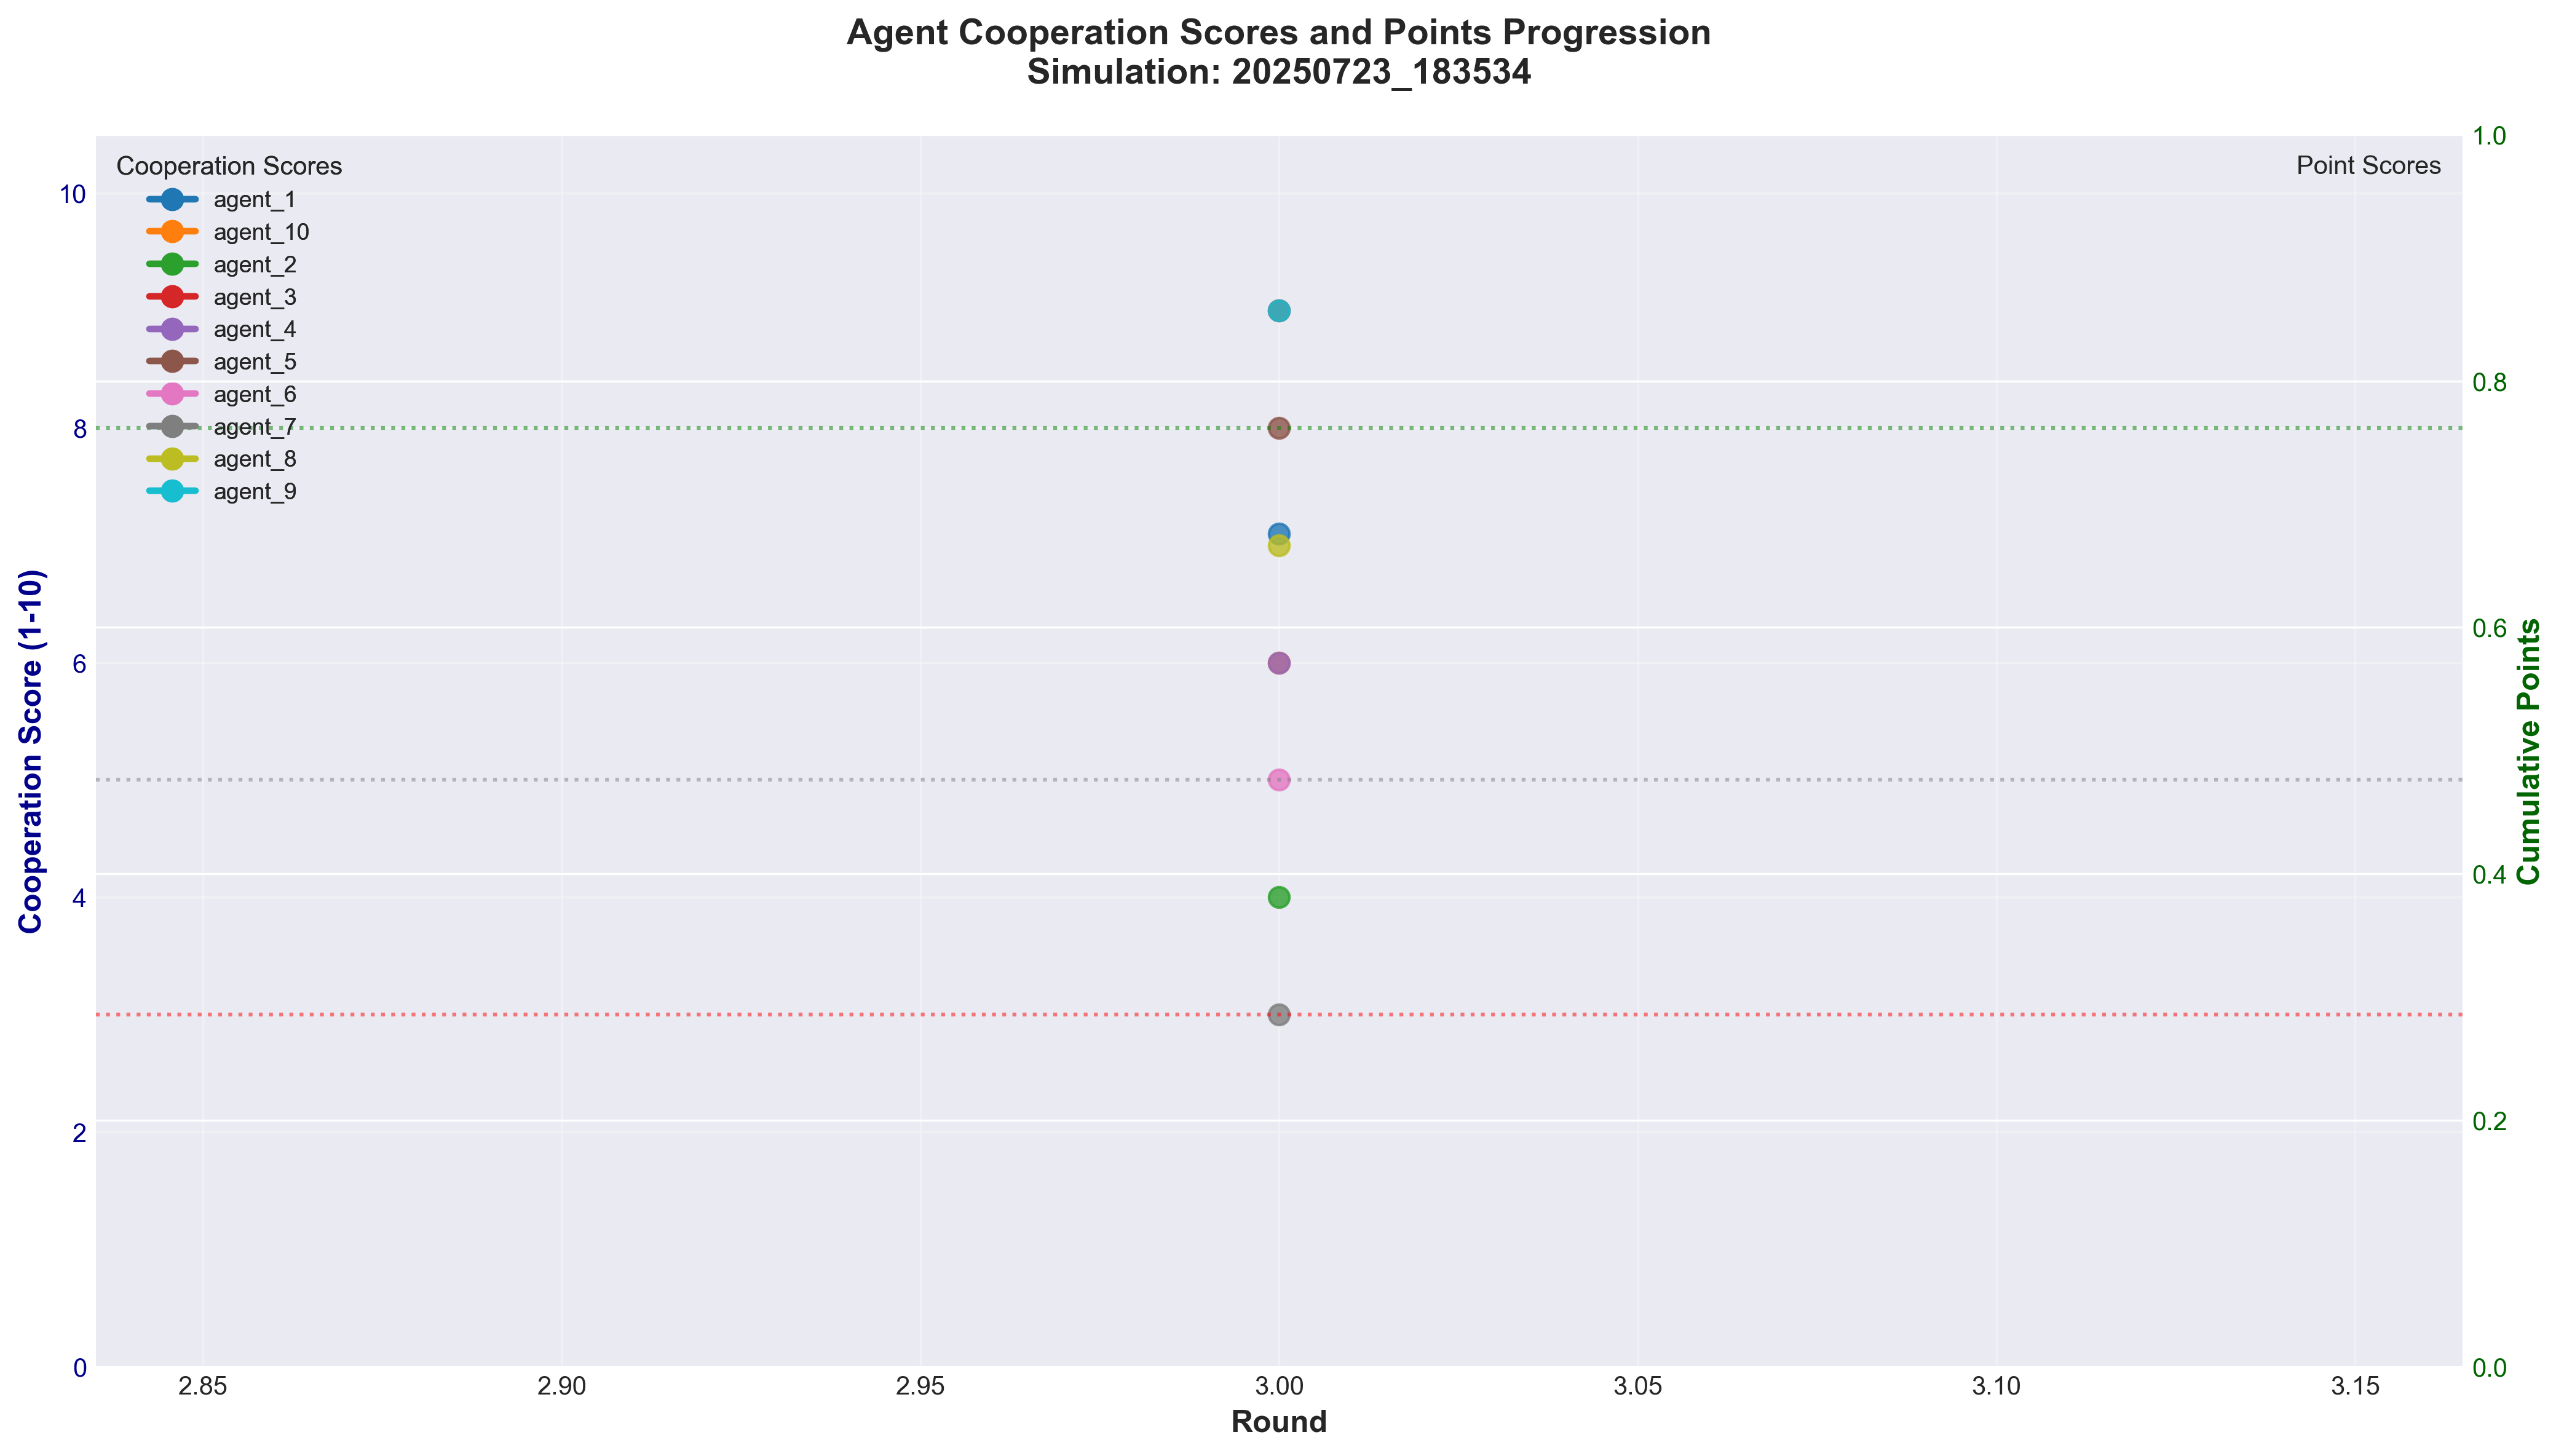 Agent Cooperation Scores and Points Progression
Simulation: 20250723_183534
Cooperation Scores
agent_1
agent_10
agent_2
agent_3
agent_4
agent_5
agent_6
agent_7
agent_8
agent_9
Point Scores
Cooperation Score (1-10)
10
8
6
4
2
0
1.0
0.8
0.6
0.4
0.2
0.0
Cumulative Points
2.85
2.90
2.95
3.00
3.05
3.10
3.15
Round